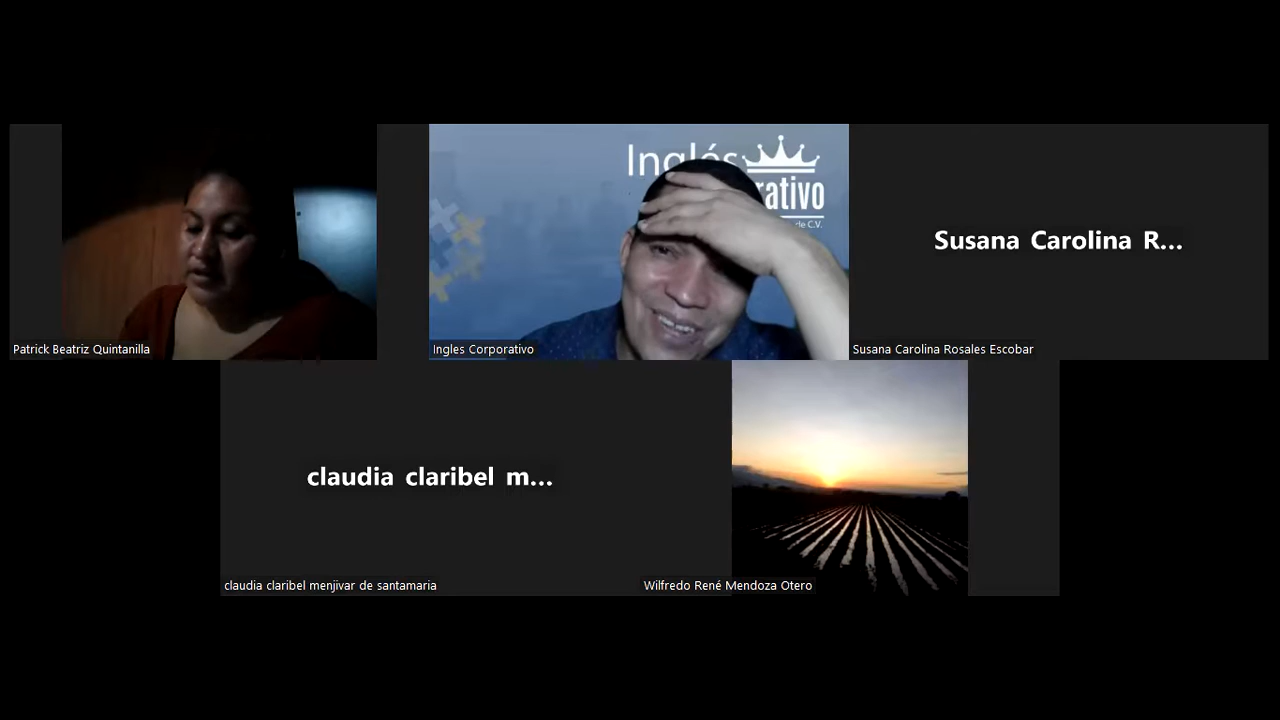 Inglés
rativo
de C.V.
Susana Carolina R...
Patrick Beatriz Quintanilla
Ingles Corporativo
Susana Carolina Rosales Escobar
claudia claribel m...
claudia claribel menjivar de santamaria
Wilfredo René Mendoza Otero